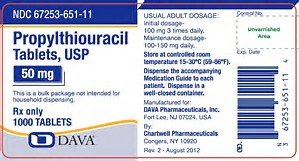 NDC 67253-651-11
Propylthiouracil
Tablets, USP
50 mg
This is a bulk package not intended for
household dispensing.
Rx only
1000 TABLETS
DAVA
USUAL ADULT DOSAGE:
Initial dosage-
100 mg 3 times daily.
Maintenance dosage-
100-150 mg daily.
Store at controlled room
temperature 15-30°C (59-86°F).
Dispense the accompanying
Medication Guide to each
patient. Dispense in a
well-closed container.
Manufactured for:
DAVA Pharmaceuticals, Inc.
Fort Lee, NJ 07024, USA
By:
Chartwell Pharmaceuticals
Congers, NY 10920
Rev. 2 - August 2012
Control No.
Unvarnished
Area
Exp. Date
N
3
67253-651-11
4